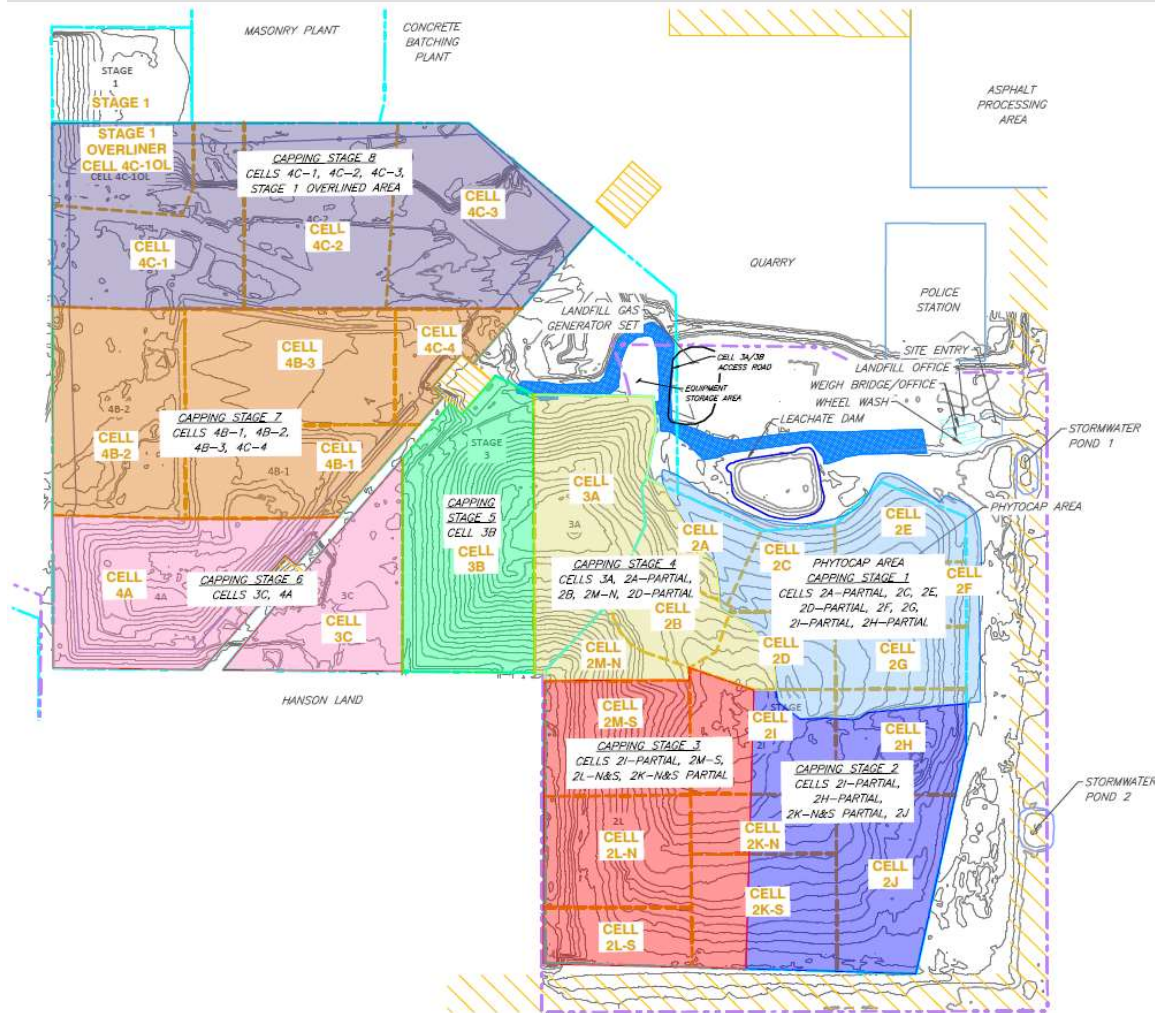 MASONRY PLANT
CONCRETE
BATCHING
PLANT
ASPHALT
PROCESSING
AREA
STAGE
1
STAGE 1
STAGE 1
OVERLINER
CELL 4C-1OL
CELL 4C-1OL
CAPPING STAGE 8
CELLS 4C-1, 4C-2, 4C-3,
STAGE 1 OVERLINED AREA
CELL
4C-3
CELL
4C-1
4C-2
CELL
4C-2
QUARRY
POLICE
STATION
LANDFILL GAS
GENERATOR SET
CELL
4C-4
CELL
4B-3
SITE ENTRY
LANDFILL OFFICE
WEIGH BRIDGE/OFFICE
WHEEL WASH
LEACHATE DAM
CELL 3A/3B
ACCESS ROAD
EQUIPMENT
STORAGE AREA
4B-2
CAPPING STAGE 7
CELLS 4B-1, 4B-2,
4B-3, 4C-4
CELL
4B-2
CELL
4B-1
4B-1
STORMWATER
POND 1
STAGE
3
CAPPING
STAGE 5
CELL 3B
CELL
3B
CELL
3A
3A
CELL
2A
CELL
2C
CELL
2E
PHYTOCAP AREA
CELL
2F
PHYTOCAP AREA
CAPPING STAGE 1
CELLS 2A-PARTIAL, 2C, 2E,
2D-PARTIAL, 2F, 2G,
2I-PARTIAL, 2H-PARTIAL
CAPPING STAGE 4
CELLS 3A, 2A-PARTIAL,
2B, 2M-N, 2D-PARTIAL
CELL
2B
CELL
2M-N
CELL
2D
CELL
2G
CELL
4A
4A
CAPPING STAGE 6
CELLS 3C, 4A
3C
CELL
3C
HANSON LAND
CELL
2M-S
STAGE
CELL
2I
2I
CELL
2H
CAPPING STAGE 3
CELLS 2I-PARTIAL, 2M-S,
2L-N&S, 2K-N&S PARTIAL
CAPPING STAGE 2
CELLS 2I-PARTIAL,
2H-PARTIAL,
2K-N&S PARTIAL, 2J
STORMWATER
POND 2
2L
CELL
2L-N
CELL
2K-N
CELL
2J
CELL
2K-S
CELL
2L-S